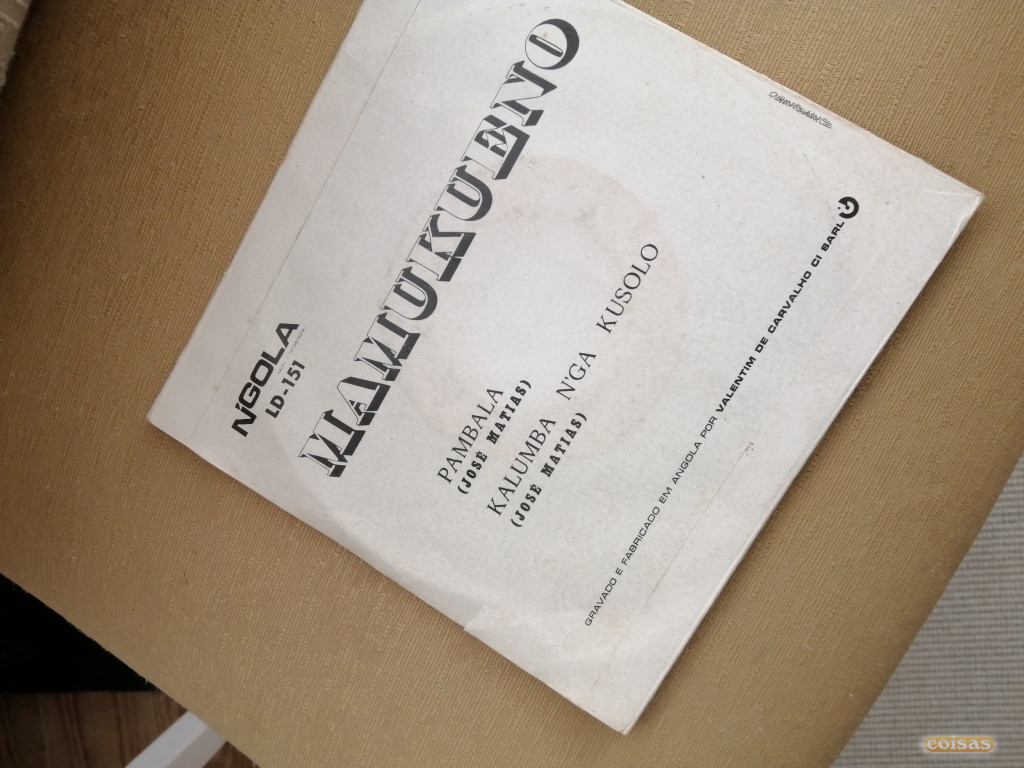 N'GOLA
LD-151
MAMUKUENO
PAMBALA
(JOSÉ MATIAS)
KALUMBA N'GA KUSOLO
(JOSÉ MATIAS)
GRAVADO E FABRICADO EM ANGOLA POR VALENTIM DE CARVALHO CI SARL
coisas